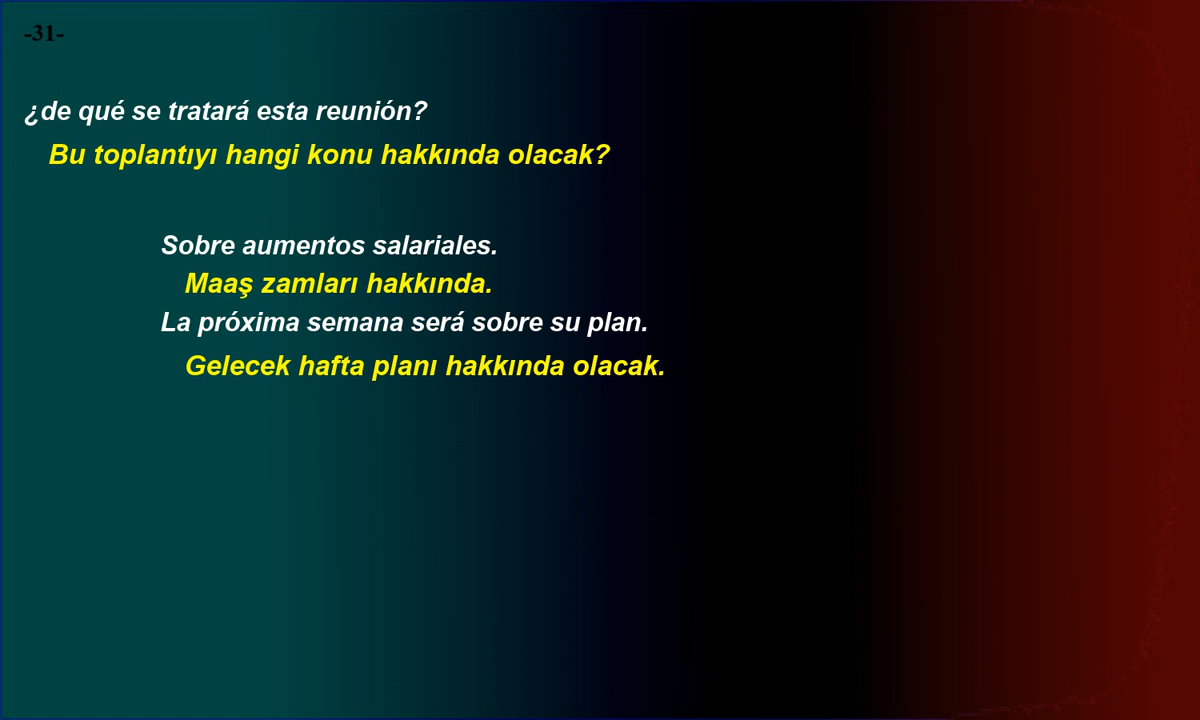 -31-
¿de qué se tratará esta reunión?
Bu toplantıyı hangi konu hakkında olacak?
Sobre aumentos salariales.
Maaş zamları hakkında.
La próxima semana será sobre su plan.
Gelecek hafta planı hakkında olacak.